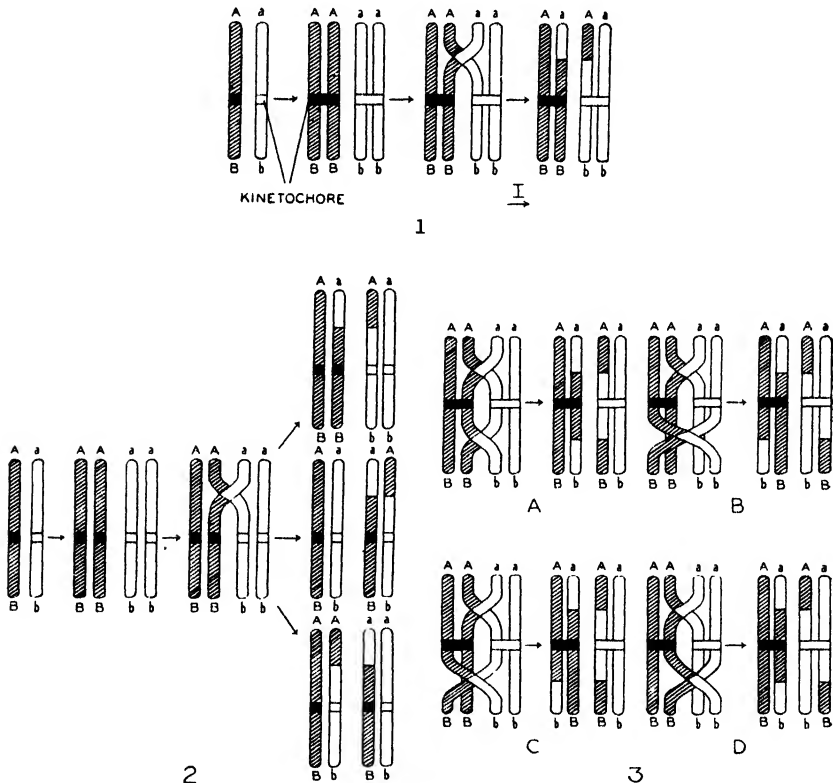 A a A A a a A A a a A a A a
B b B B b b B B b b B B b b
KINETOCHORE
I
1
A a A a
B B b b
A a A A a a A A a a A a a A
B b B B b b B B b b B b B b
A A a a
B b B b
2
A A a a A a A a A A a a A a A a
B B b b B b B b B B b b b B b B
A B
A A a a A a A a A A a a A a A a
B B b b b B B b B B b b B b b B
C D
3